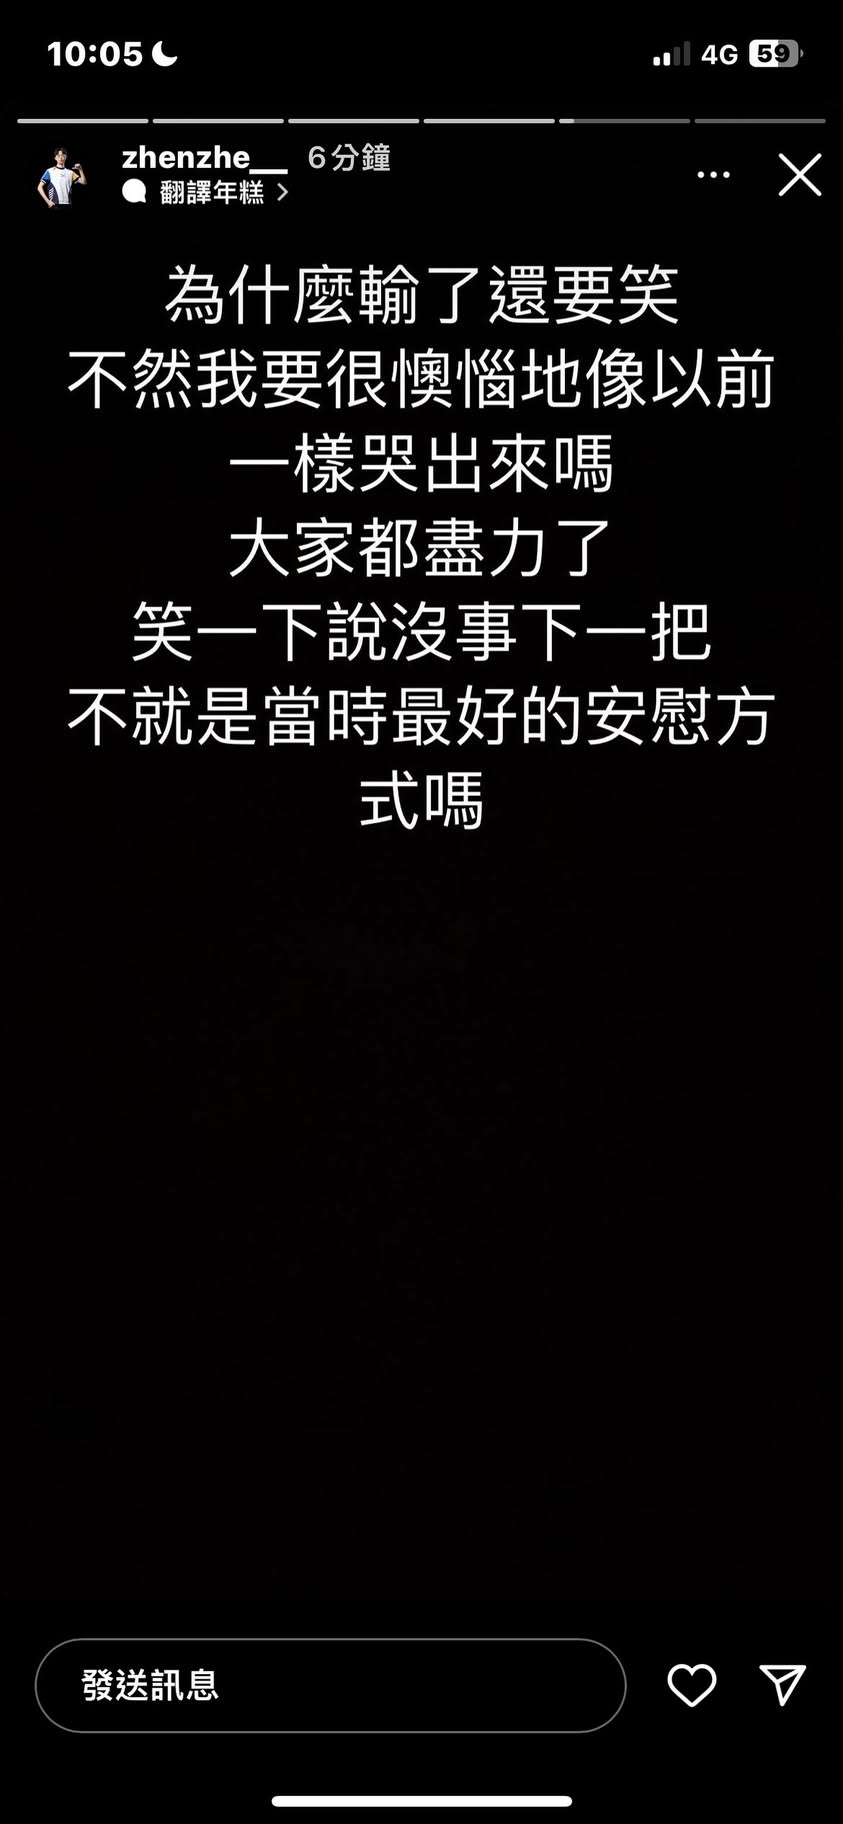 10:05
4G 59
zhenzhe__ 6分鐘
翻譯年糕
為什麼輸了還要笑
不然我要很懊惱地像以前
一樣哭出來嗎
大家都盡力了
笑一下說沒事下一把
不就是當時最好的安慰方
式嗎
發送訊息